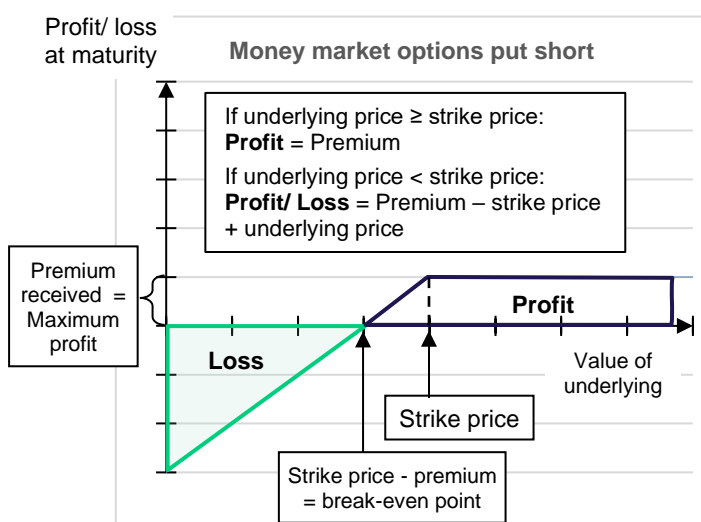 Profit/ loss
at maturity
Money market options put short
If underlying price ≥ strike price:
Profit = Premium
If underlying price < strike price:
Profit/ Loss = Premium – strike price
+ underlying price
Premium
received =
Maximum
profit
Profit
Loss
Value of
underlying
Strike price
Strike price - premium
= break-even point